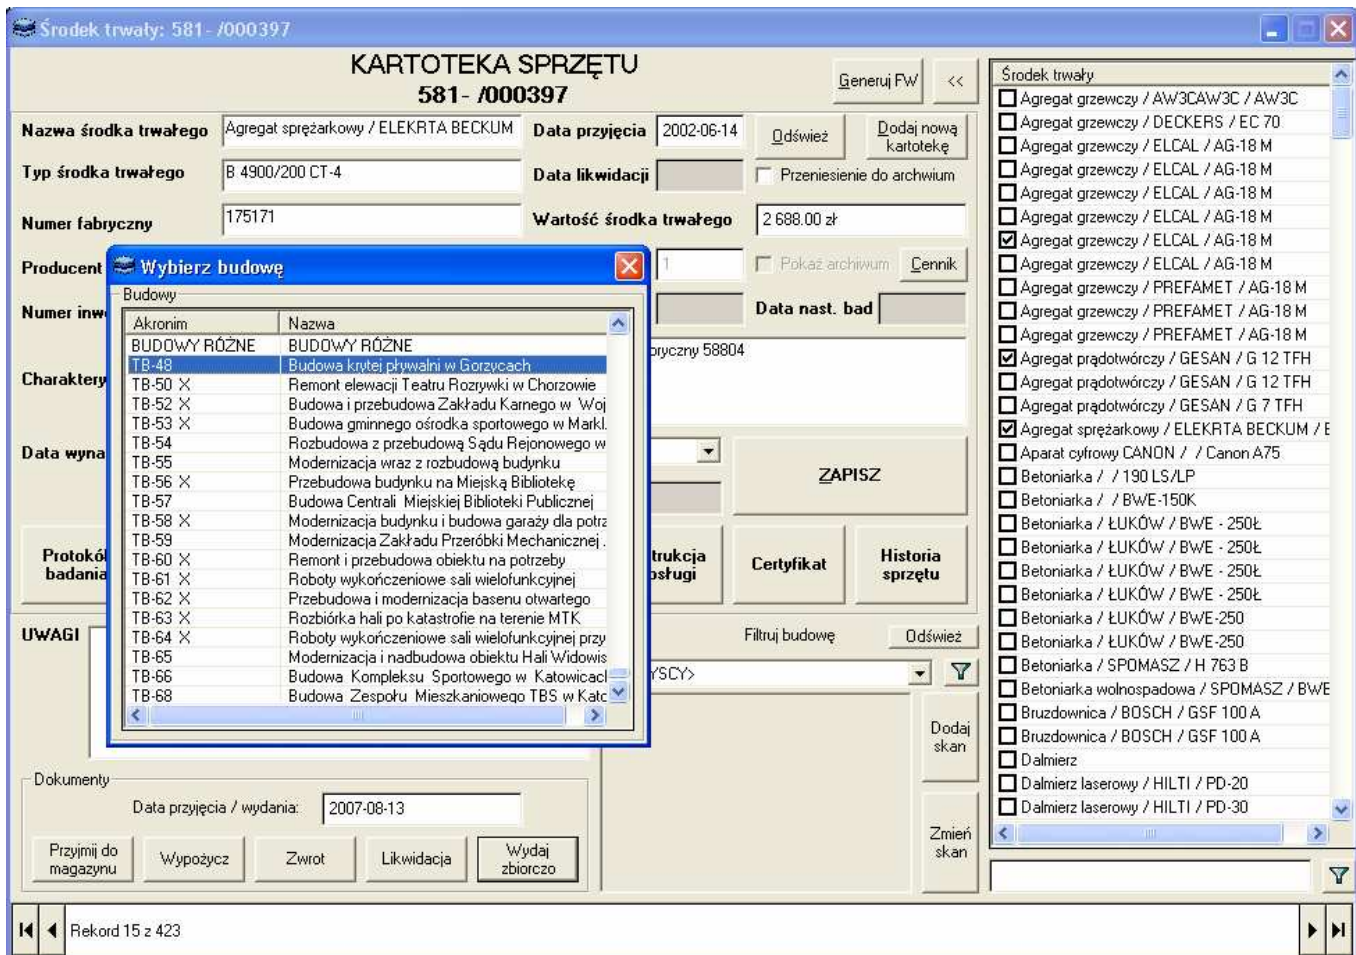 Środek trwały: 581- /000397
KARTOTEKA SPRZĘTU
581- /000397
Generuj FW
<<
Nazwa środka trwałego
Agregat sprężarkowy / ELEKRTA BECKUM
Data przyjęcia
2002-06-14
Odśwież
Dodaj nową
kartotekę
Typ środka trwałego
B 4900/200 CT-4
Data likwidacji
Przeniesienie do archwium
Numer fabryczny
175171
Wartość środka trwałego
2 688.00 zł
Producent
1
Pokaż archiwum
Cennik
Numer inw
Data nast. bad
Charaktery
oryczny 58804
Data wyna
ZAPISZ
Protokół
badania
trukcja
osługi
Certyfikat
Historia
sprzętu
UWAGI
Filtruj budowę
Odśwież
YSCY>
Dodaj
skan
Zmień
skan
Dokumenty
Data przyjęcia / wydania:
2007-08-13
Przyjmij do
magazynu
Wypożycz
Zwrot
Likwidacja
Wydaj
zbiorczo
Rekord 15 z 423
Wybierz budowę
Budowy
Akronim Nazwa
BUDOWY RÓŻNE BUDOWY RÓŻNE
TB-48 Budowa krytej pływalni w Gorzycach
TB-50 X Remont elewacji Teatru Rozrywki w Chorzowie
TB-52 X Budowa i przebudowa Zakładu Karnego w Woj
TB-53 X Budowa gminnego ośrodka sportowego w Markl.
TB-54 Rozbudowa z przebudową Sądu Rejonowego w
TB-55 Modernizacja wraz z rozbudową budynku
TB-56 X Przebudowa budynku na Miejską Bibliotekę
TB-57 Budowa Centrali Miejskiej Biblioteki Publicznej
TB-58 X Modernizacja budynku i budowa garaży dla potrz
TB-59 Modernizacja Zakładu Przeróbki Mechanicznej .
TB-60 X Remont i przebudowa obiektu na potrzeby
TB-61 X Roboty wykończeniowe sali wielofunkcyjnej
TB-62 X Przebudowa i modernizacja basenu otwartego
TB-63 X Rozbiórka hali po katastrofie na terenie MTK
TB-64 X Roboty wykończeniowe sali wielofunkcyjnej przy
TB-65 Modernizacja i nadbudowa obiektu Hali Widowis
TB-66 Budowa Kompleksu Sportowego w Katowicacl
TB-68 Budowa Zespołu Mieszkaniowego TBS w Katc
Środek trwały
Agregat grzewczy / AW3CAW3C / AW3C
Agregat grzewczy / DECKERS / EC 70
Agregat grzewczy / ELCAL / AG-18 M
Agregat grzewczy / ELCAL / AG-18 M
Agregat grzewczy / ELCAL / AG-18 M
Agregat grzewczy / ELCAL / AG-18 M
Agregat grzewczy / ELCAL / AG-18 M
Agregat grzewczy / ELCAL / AG-18 M
Agregat grzewczy / PREFAMET / AG-18 M
Agregat grzewczy / PREFAMET / AG-18 M
Agregat grzewczy / PREFAMET / AG-18 M
Agregat prądotwórczy / GESAN / G 12 TFH
Agregat prądotwórczy / GESAN / G 12 TFH
Agregat prądotwórczy / GESAN / G 7 TFH
Agregat sprężarkowy / ELEKRTA BECKUM / E
Aparat cyfrowy CANON / / Canon A75
Betoniarka / / 190 LS/LP
Betoniarka / / BWE-150K
Betoniarka / ŁUKÓW / BWE - 250Ł
Betoniarka / ŁUKÓW / BWE - 250Ł
Betoniarka / ŁUKÓW / BWE - 250Ł
Betoniarka / ŁUKÓW / BWE - 250Ł
Betoniarka / ŁUKÓW / BWE-250
Betoniarka / ŁUKÓW / BWE-250
Betoniarka / SPOMASZ / H 763 B
Betoniarka wolnospadowa / SPOMASZ / BWE
Bruzdownica / BOSCH / GSF 100 A
Bruzdownica / BOSCH / GSF 100 A
Dalmierz
Dalmierz laserowy / HILTI / PD-20
Dalmierz laserowy / HILTI / PD-30